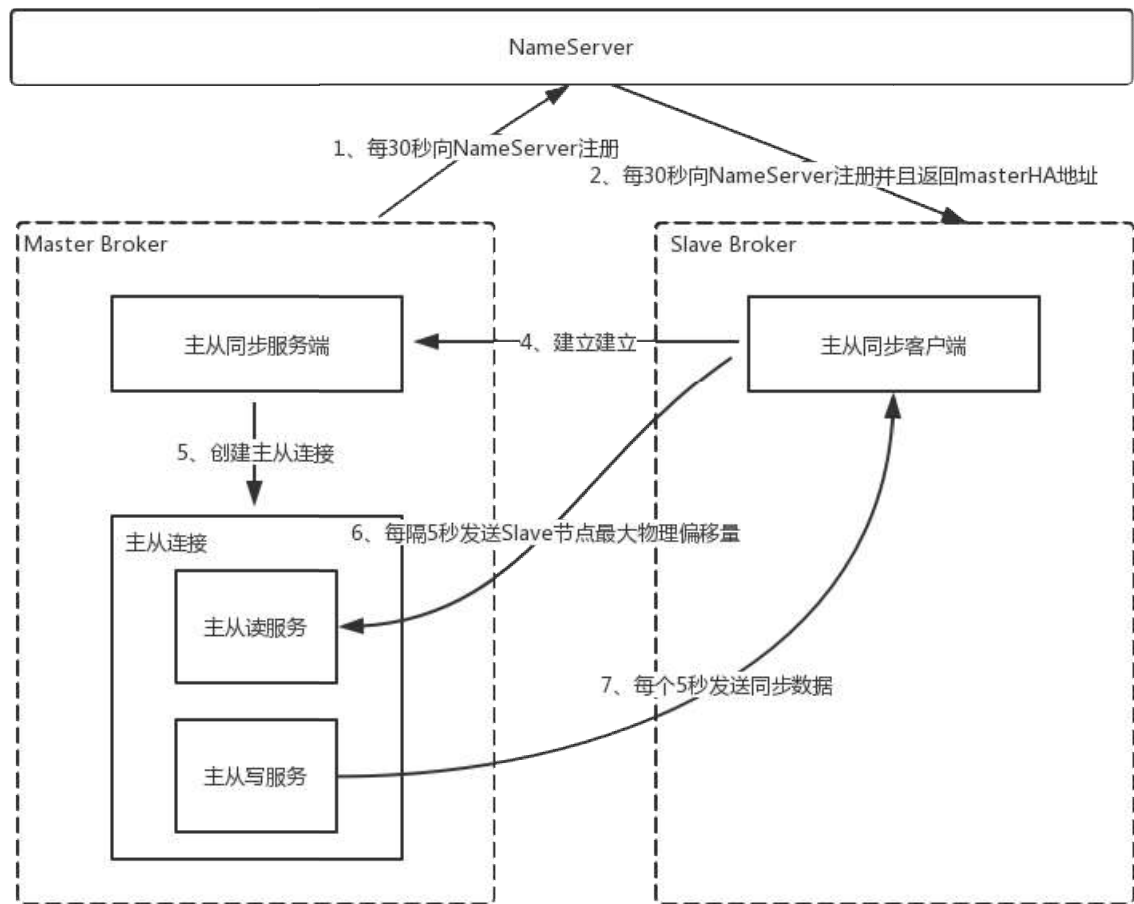 NameServer
1、每30秒向NameServer注册
2、每30秒向NameServer注册并且返回masterHA地址
Master Broker
Slave Broker
主从同步服务端
4、建立建立
主从同步客户端
5、创建主从连接
主从连接
6、每隔5秒发送Slave节点最大物理偏移量
主从读服务
7、每个5秒发送同步数据
主从写服务